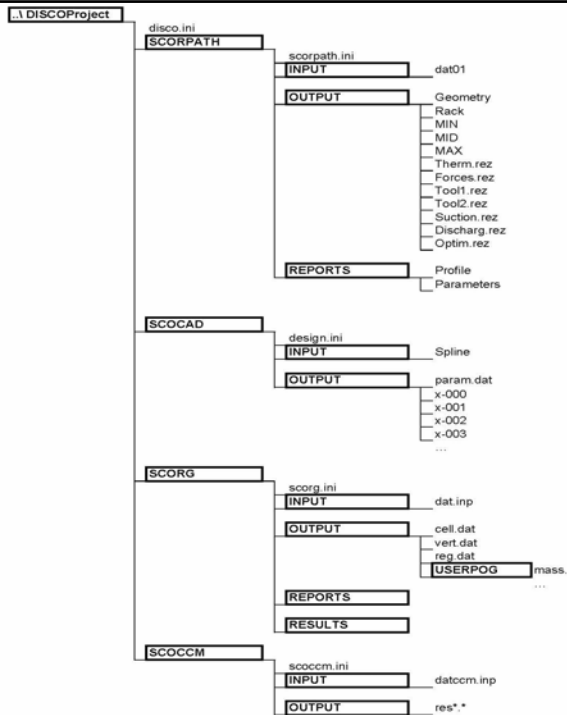 ..\ DISCOProject
disco.ini
SCORPATH
scorpath.ini
INPUT
dat01
OUTPUT
Geometry
Rack
MIN
MID
MAX
Therm.rez
Forces.rez
Tool1.rez
Tool2.rez
Suction.rez
Discharg.rez
Optim.rez
REPORTS
Profile
Parameters
SCOCAD
design.ini
INPUT
Spline
OUTPUT
param.dat
x-000
x-001
x-002
x-003
...
SCORG
scorg.ini
INPUT
dat.inp
OUTPUT
cell.dat
vert.dat
reg.dat
USERPOG
mass.
...
REPORTS
RESULTS
SCOCCM
scoccm.ini
INPUT
datccm.inp
OUTPUT
res*.*